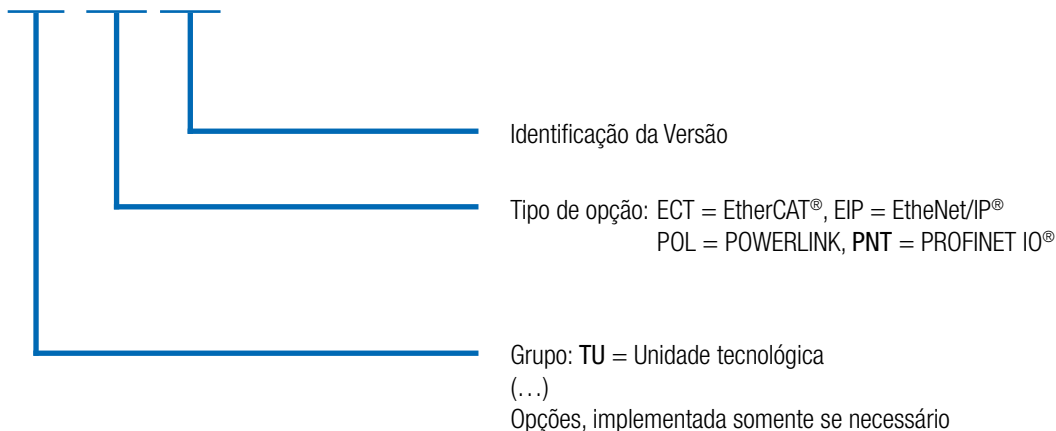 Identificação da Versão
Tipo de opção: ECT = EtherCAT®, EIP = EtheNet/IP®
POL = POWERLINK, PNT = PROFINET IO®
Grupo: TU = Unidade tecnológica
(…)
Opções, implementada somente se necessário